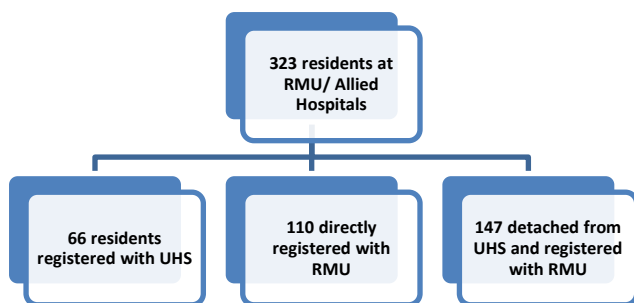 323 residents at
RMU/ Allied
Hospitals
66 residents
registered with UHS
110 directly
registered with
RMU
147 detached from
UHS and registered
with RMU